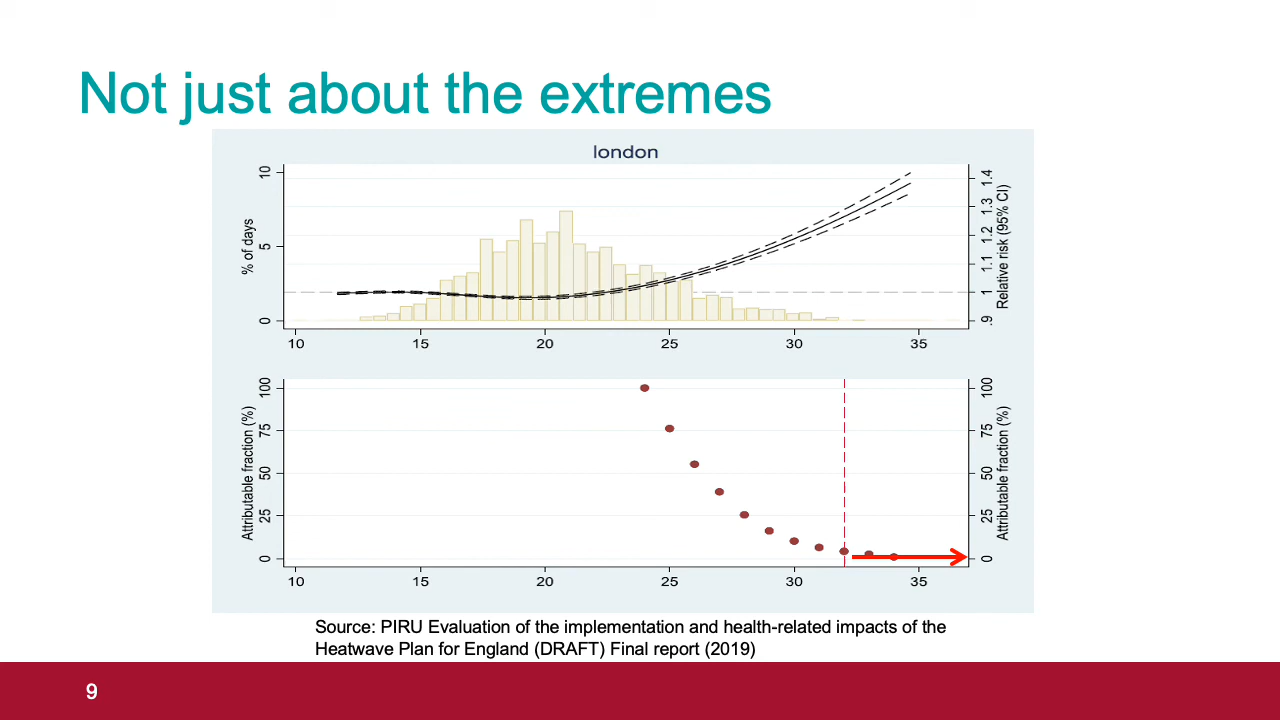 Not just about the extremes
london
10
5
0
% of days
1.4
1.3
1.2
1.1
1
.9
Relative risk (95% CI)
10 15 20 25 30 35
100
75
50
25
0
Attributable fraction (%)
100
75
50
25
0
Attributable fraction (%)
10 15 20 25 30 35
Source: PIRU Evaluation of the implementation and health-related impacts of the
Heatwave Plan for England (DRAFT) Final report (2019)
9